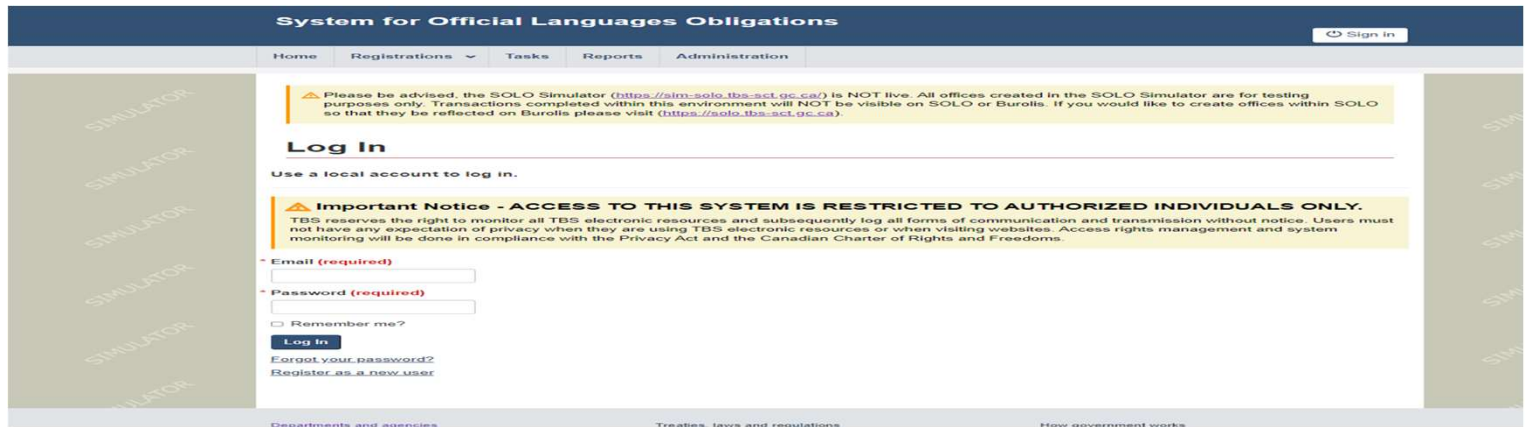 System for Official Languages Obligations
Sign in
Home Registrations Tasks Reports Administration
Please be advised, the SOLO Simulator (https://sim-solo.tbs-sct.gc.ca/) is NOT live. All offices created in the SOLO Simulator are for testing
purposes only. Transactions completed within this environment will NOT be visible on SOLO or Burolis. If you would like to create offices within SOLO
so that they be reflected on Burolis please visit (https://solo.tbs-sct.gc.ca).
Log In
Use a local account to log in.
Important Notice - ACCESS TO THIS SYSTEM IS RESTRICTED TO AUTHORIZED INDIVIDUALS ONLY.
TBS reserves the right to monitor all TBS electronic resources and subsequently log all forms of communication and transmission without notice. Users must
not have any expectation of privacy when they are using TBS electronic resources or when visiting websites. Access rights management and system
monitoring will be done in compliance with the Privacy Act and the Canadian Charter of Rights and Freedoms.
* Email (required)
* Password (required)
Remember me?
Log In
Forgot your password?
Register as a new user
SIMULATOR
SIMULATOR
SIMULATOR
SIMULATOR
SIMULATOR
Departments and agencies Treaties, laws and regulations How government works